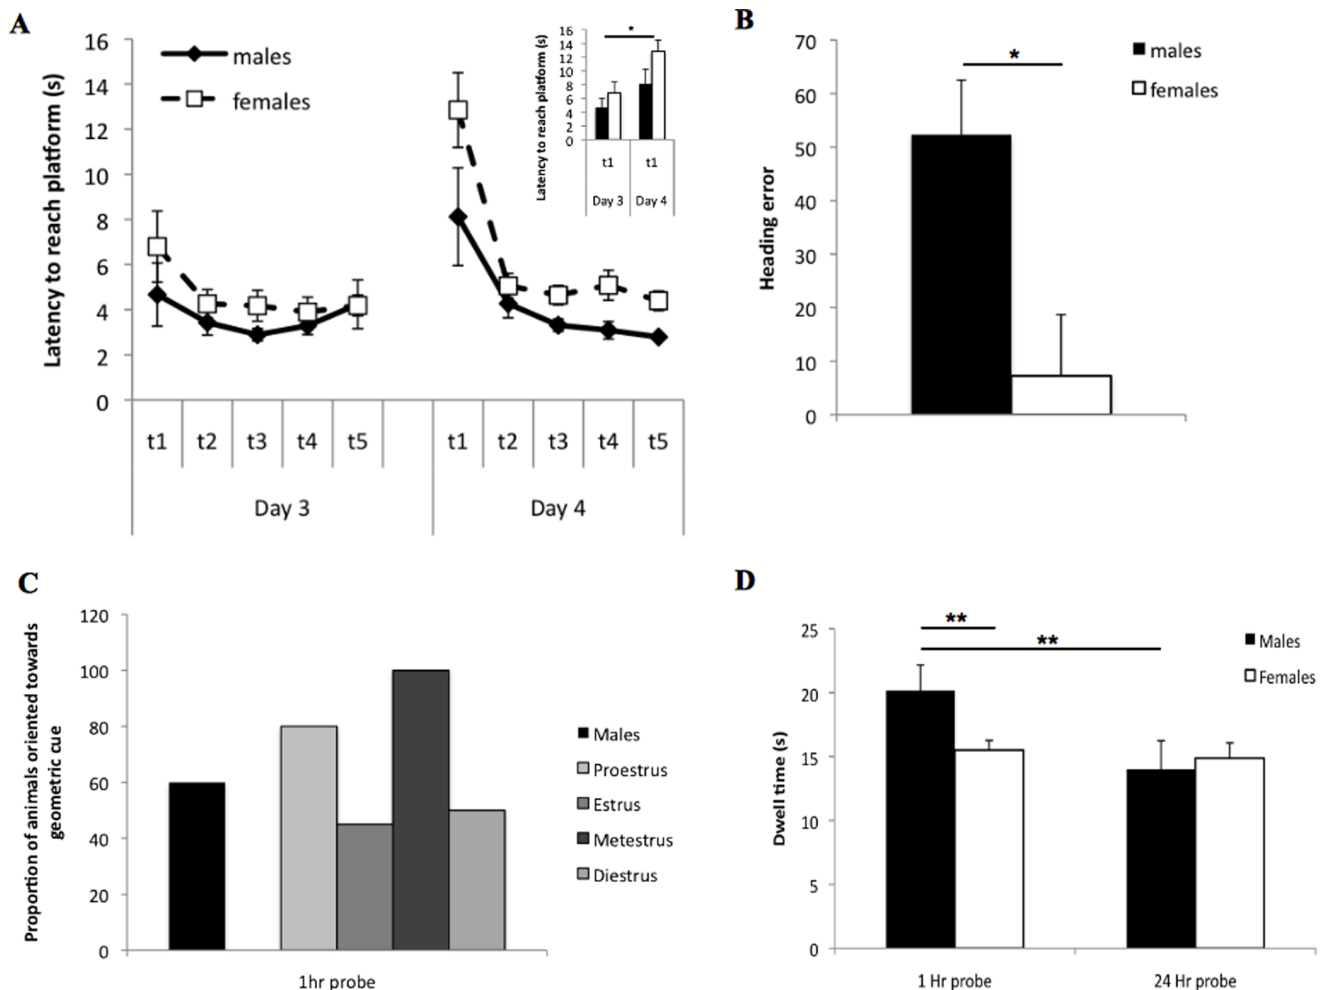 A
Latency to reach platform (s)
16
14
12
10
8
6
4
2
0
males
females
t1 t2 t3 t4 t5 t1 t2 t3 t4 t5
Day 3 Day 4
Latency to reach platform (s)
16
14
12
10
8
6
4
2
0
*
t1 t1
Day 3 Day 4
B
Heading error
70
60
50
40
30
20
10
0
*
males
females
C
Proportion of animals oriented towards
geometric cue
120
100
80
60
40
20
0
1hr probe
Males
Proestrus
Estrus
Metestrus
Diestrus
D
Dwell time (s)
25
20
15
10
5
0
**
**
Males
Females
1 Hr probe 24 Hr probe